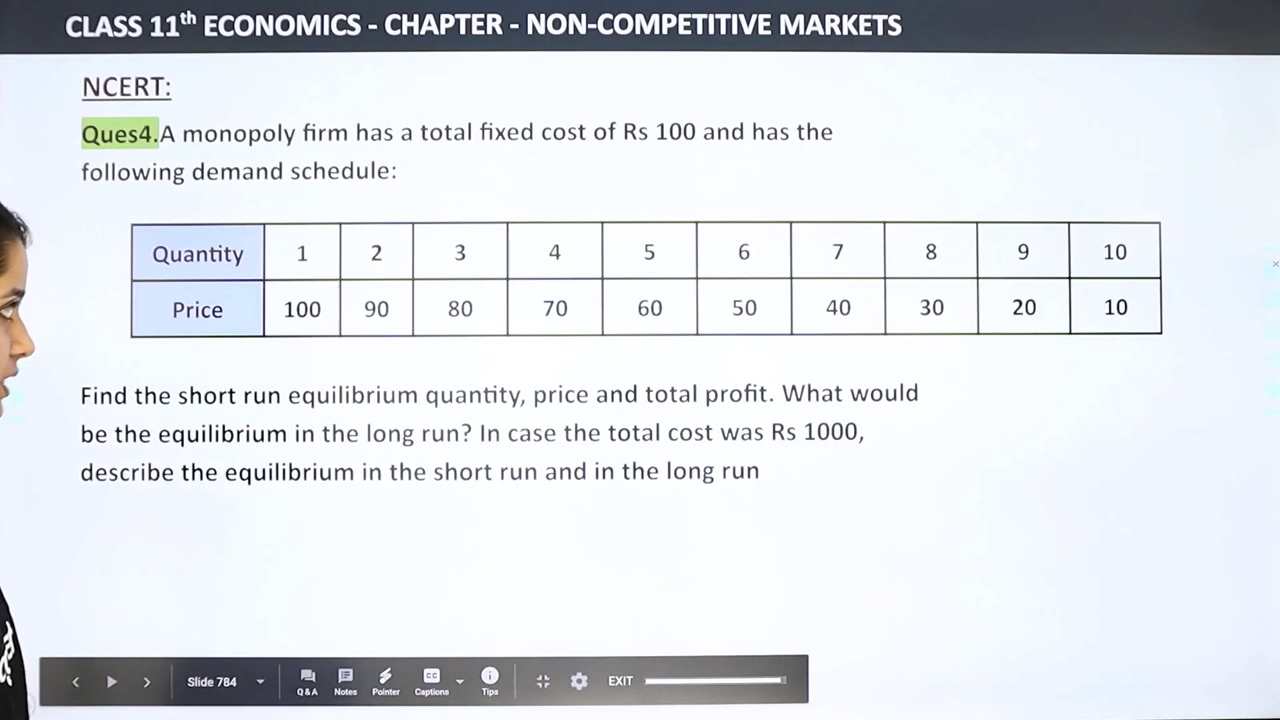 CLASS 11th ECONOMICS - CHAPTER - NON-COMPETITIVE MARKETS
NCERT:
Ques4.A monopoly firm has a total fixed cost of Rs 100 and has the
following demand schedule:
Quantity 1 2 3 4 5 6 7 8 9 10
Price 100 90 80 70 60 50 40 30 20 10
Find the short run equilibrium quantity, price and total profit. What would
be the equilibrium in the long run? In case the total cost was Rs 1000,
describe the equilibrium in the short run and in the long run
Slide 784
Q&A Notes Pointer CC Captions Tips EXIT